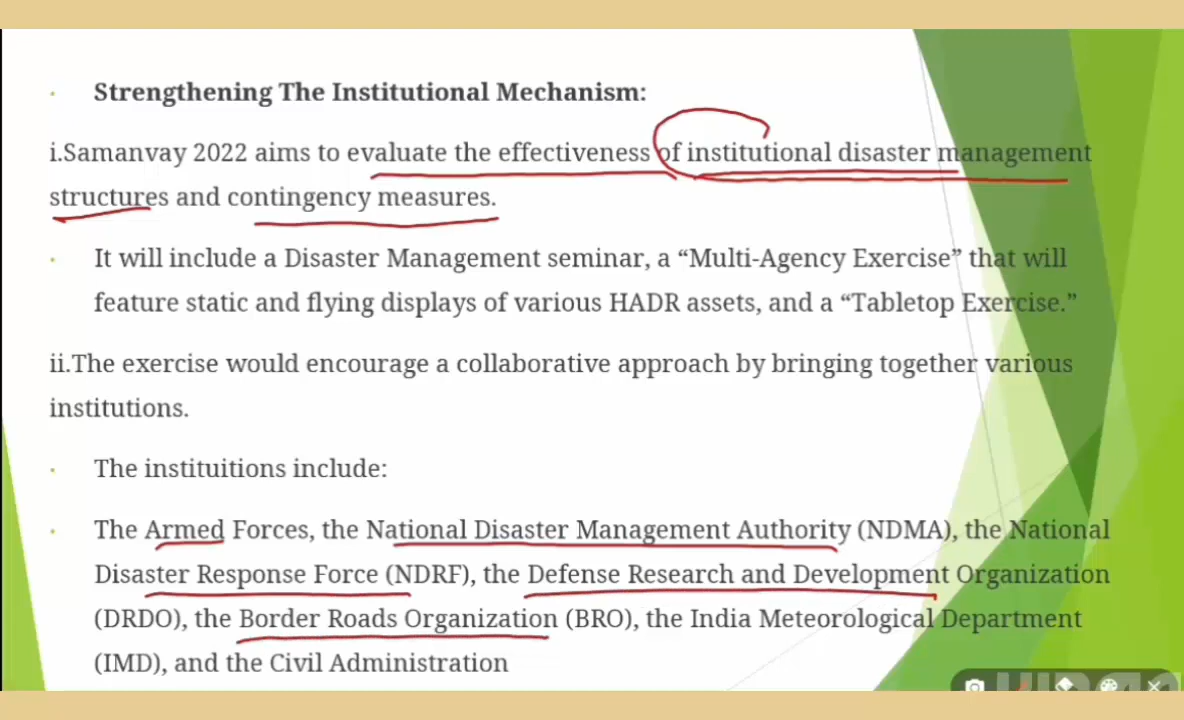 Strengthening The Institutional Mechanism:
i.Samanvay 2022 aims to evaluate the effectiveness of institutional disaster management
structures and contingency measures.
It will include a Disaster Management seminar, a “Multi-Agency Exercise” that will
feature static and flying displays of various HADR assets, and a “Tabletop Exercise.”
ii.The exercise would encourage a collaborative approach by bringing together various
institutions.
The instituitions include:
The Armed Forces, the National Disaster Management Authority (NDMA), the National
Disaster Response Force (NDRF), the Defense Research and Development Organization
(DRDO), the Border Roads Organization (BRO), the India Meteorological Department
(IMD), and the Civil Administration